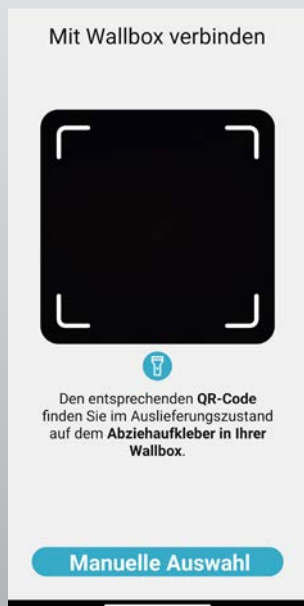 Mit Wallbox verbinden
Den entsprechenden QR-Code
finden Sie im Auslieferungszustand
auf dem Abziehaufkleber in Ihrer
Wallbox.
Manuelle Auswahl